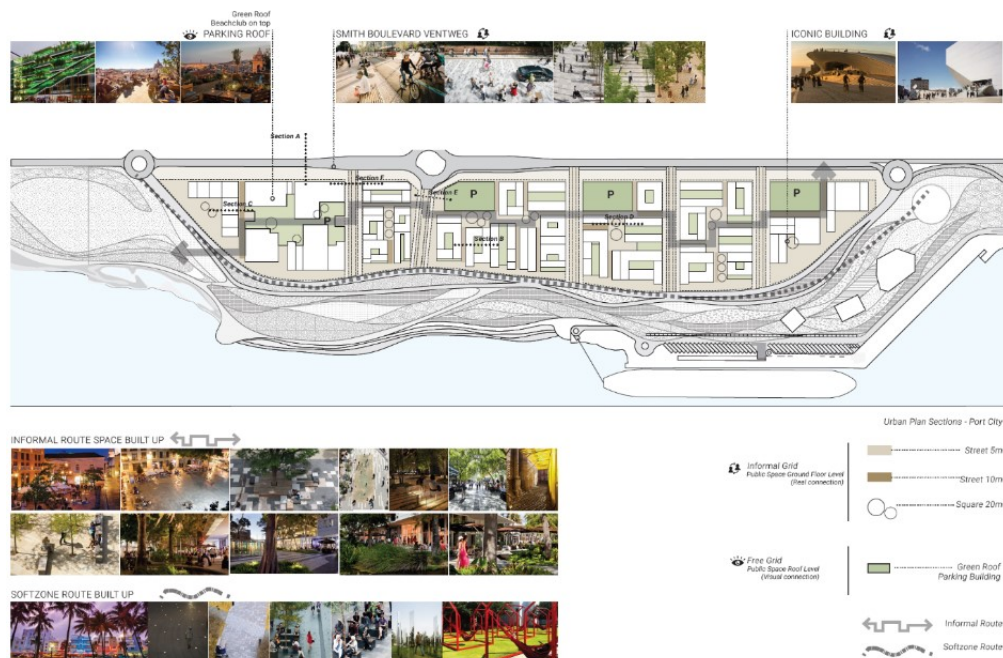 Green Roof
Beachclub on top
PARKING ROOF
SMITH BOULEVARD VENTWEG
ICONIC BUILDING
Section A
Section F
Section E
Section C
Section D
Section B
P
P
P
P
P
INFORMAL ROUTE SPACE BUILT UP
SOFTZONE ROUTE BUILT UP
Urban Plan Sections - Port City
Informal Grid
Public Space Ground Floor Level
(Real connection)
Street 5m
Street 10m
Square 20m
Free Grid
Public Space Roof Level
(Visual connection)
Green Roof
Parking Building
Informal Route
Softzone Route